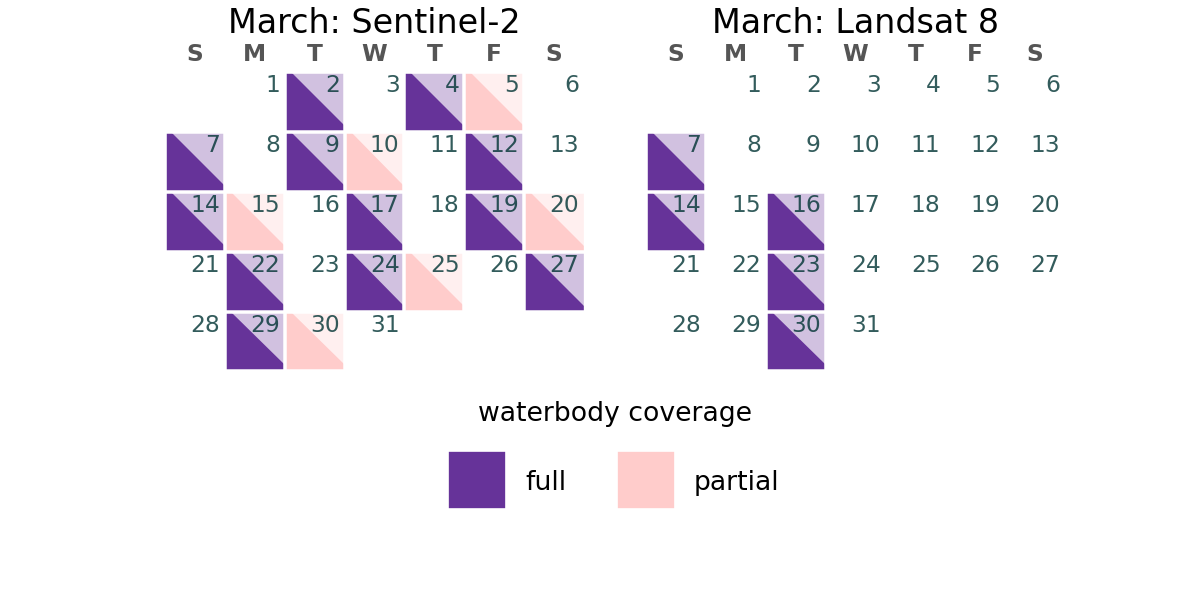 March: Sentinel-2
S M T W T F S
1 2 3 4 5 6
7 8 9 10 11 12 13
14 15 16 17 18 19 20
21 22 23 24 25 26 27
28 29 30 31
March: Landsat 8
S M T W T F S
1 2 3 4 5 6
7 8 9 10 11 12 13
14 15 16 17 18 19 20
21 22 23 24 25 26 27
28 29 30 31
waterbody coverage
full partial